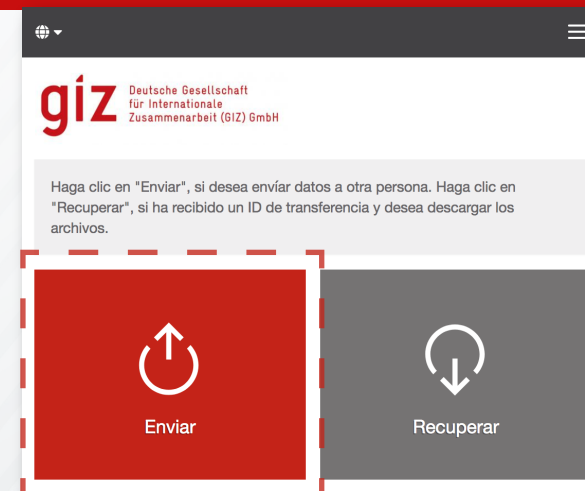 giz
Deutsche Gesellschaft
für Internationale
Zusammenarbeit (GIZ) GmbH
Haga clic en "Enviar", si desea envíar datos a otra persona. Haga clic en
"Recuperar", si ha recibido un ID de transferencia y desea descargar los
archivos.
Enviar
Recuperar